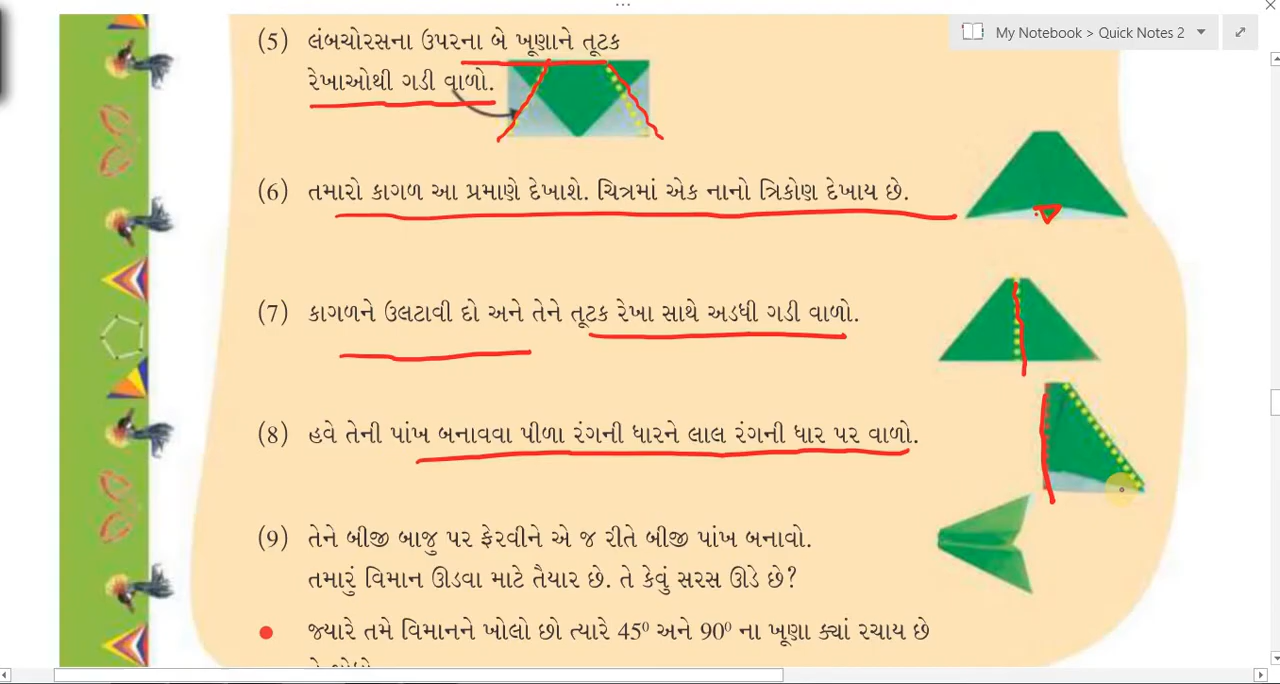 My Notebook > Quick Notes 2
(5) લંબચોરસના ઉપરના બે ખૂણાને તૂટક
રેખાઓથી ગડી વાળો.
(6) તમારો કાગળ આ પ્રમાણે દેખાશે. ચિત્રમાં એક નાનો ત્રિકોણ દેખાય છે.
(7) કાગળને ઉલટાવી દો અને તેને તૂટક રેખા સાથે અડધી ગડી વાળો.
(8) હવે તેની પાંખ બનાવવા પીળા રંગની ધારને લાલ રંગની ધાર પર વાળો.
(9) તેને બીજી બાજુ પર ફેરવીને એ જ રીતે બીજી પાંખ બનાવો.
તમારું વિમાન ઊડવા માટે તૈયાર છે. તે કેવું સરસ ઊડે છે?
જ્યારે તમે વિમાનને ખોલો છો ત્યારે 45⁰ અને 90⁰ ના ખૂણા ક્યાં રચાય છે